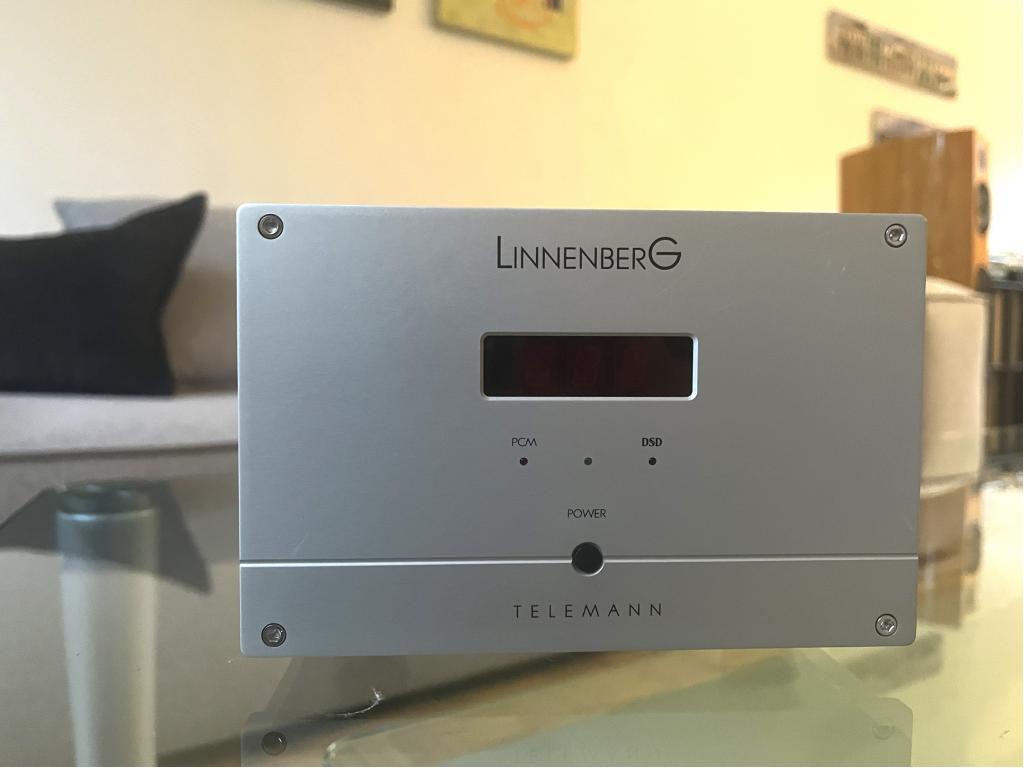 LINNENBERG
PCM DSD
POWER
TELEMANN